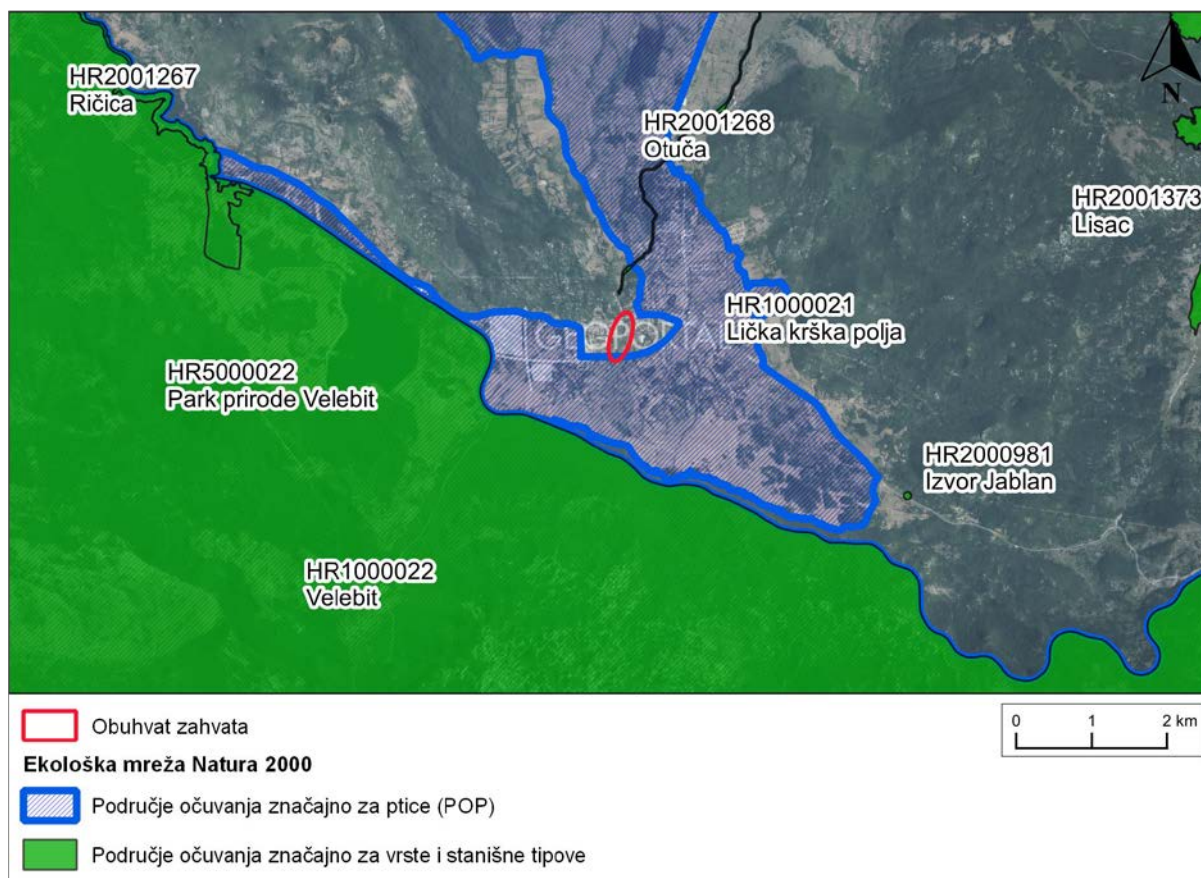 HR2001267
Ričica
N
HR2001268
Otuča
HR2001373
Lisac
HR1000021
Lička krška polja
HR5000022
Park prirode Velebit
HR2000981
Izvor Jablan
HR1000022
Velebit
Obuhvat zahvata
0 1 2 km
Ekološka mreža Natura 2000
Područje očuvanja značajno za ptice (POP)
Područje očuvanja značajno za vrste i stanišne tipove